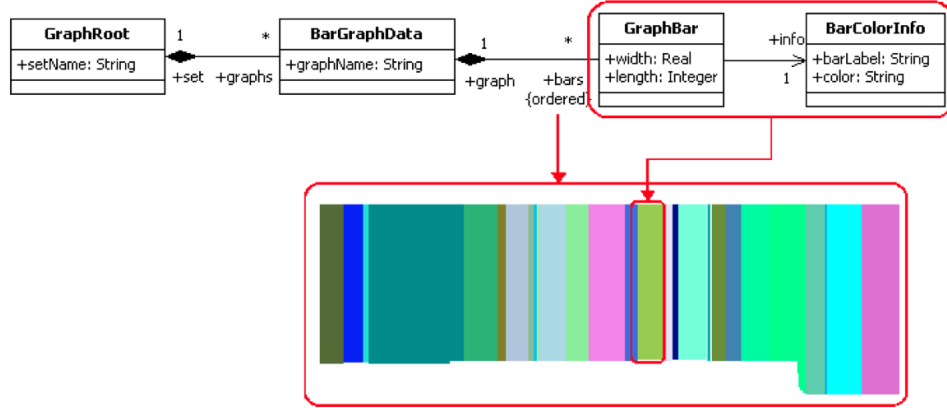 GraphRoot
+setName: String
1
*
+set
+graphs
BarGraphData
+graphName: String
1
*
+graph
+bars
{ordered}
GraphBar
+width: Real
+length: Integer
+info
1
BarColorInfo
+barLabel: String
+color: String